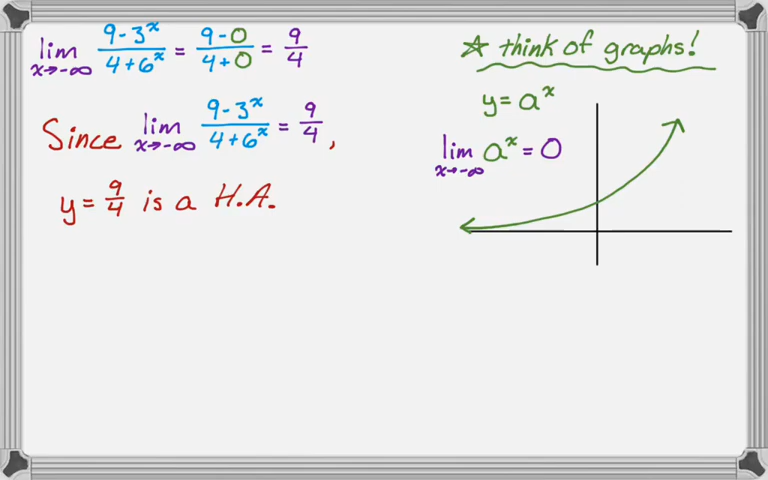 lim x→-∞ (9-3^x)/(4+6^x) = (9-0)/(4+0) = 9/4
Since lim x→-∞ (9-3^x)/(4+6^x) = 9/4,
y = 9/4 is a H.A.
☆ think of graphs!
y = a^x
lim x→-∞ a^x = 0